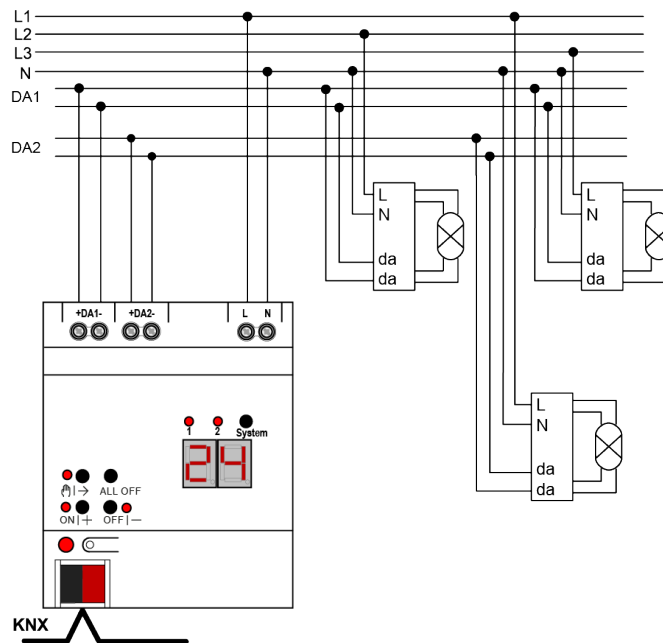 L1
L2
L3
N
DA1
DA2
L
N
da
da
L
N
da
da
+DA1- +DA2- L N
1 2 System
24
L
N
da
da
|→ ALL OFF
ON|+ OFF|—
KNX